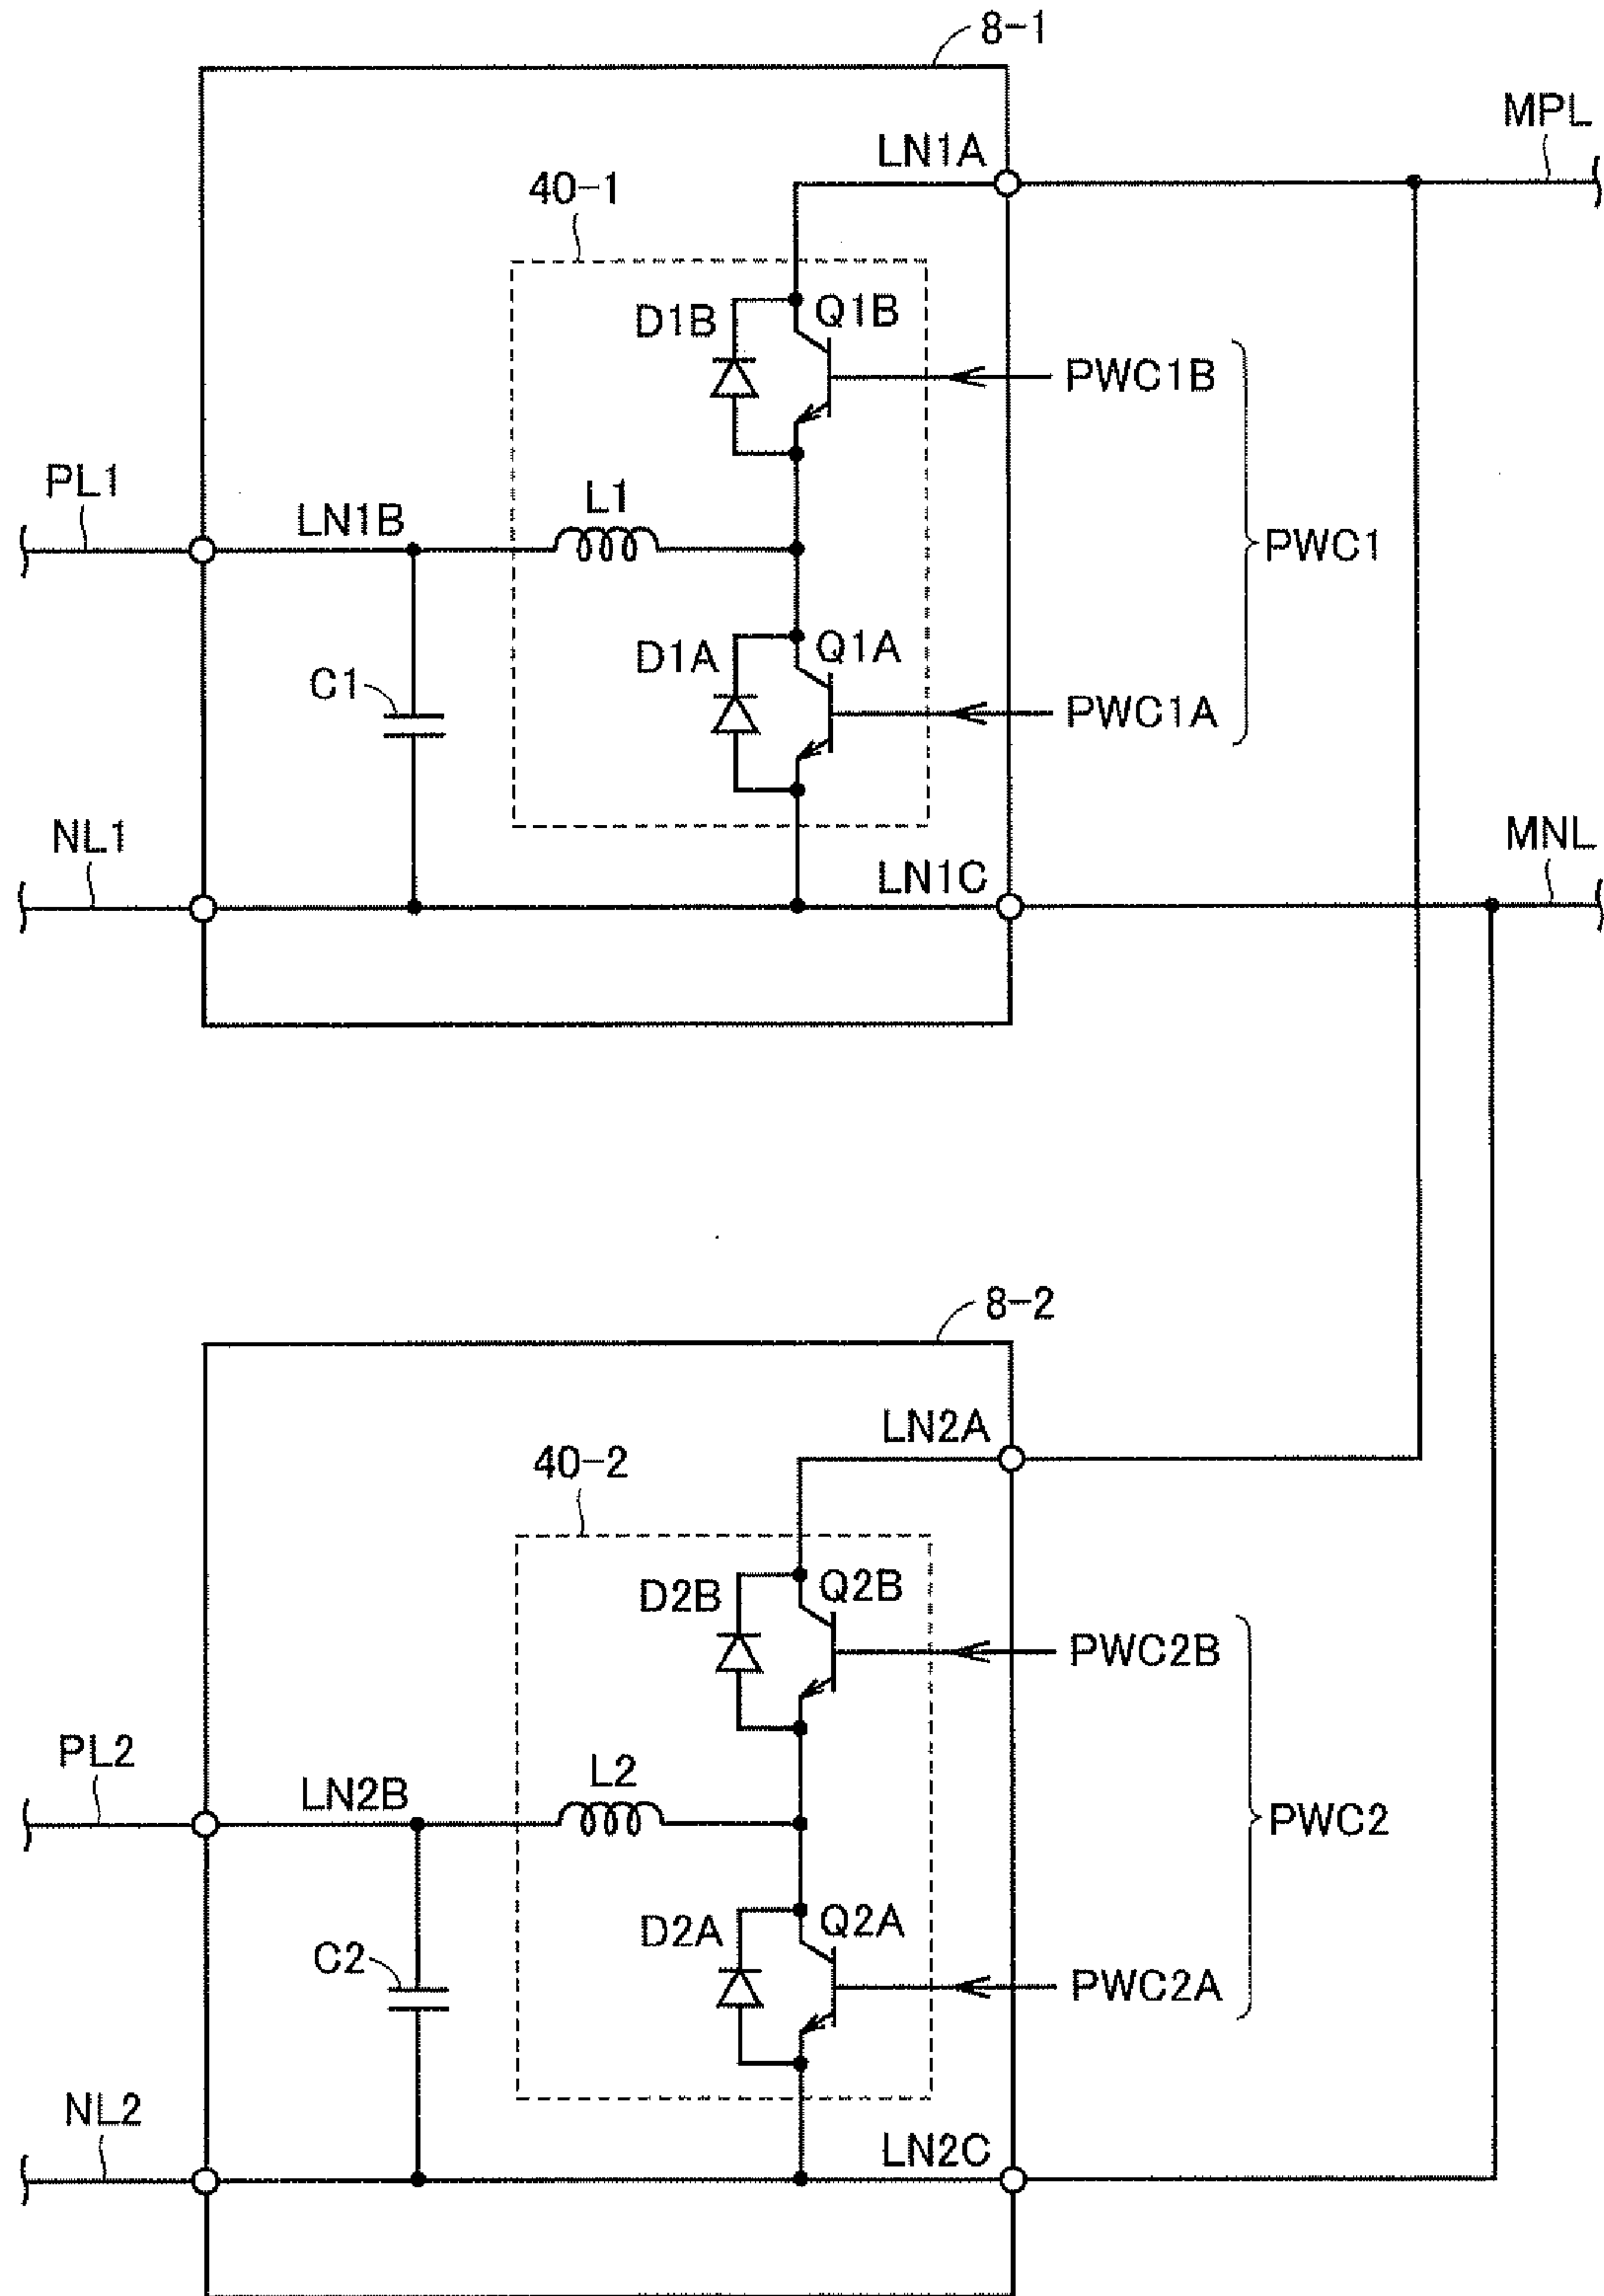 8-1
MPL
LN1A
40-1
D1B
Q1B
PWC1B
PL1
LN1B
L1
PWC1
D1A
Q1A
C1
PWC1A
NL1
LN1C
MNL
8-2
LN2A
40-2
D2B
Q2B
PWC2B
PL2
LN2B
L2
PWC2
D2A
Q2A
C2
PWC2A
NL2
LN2C